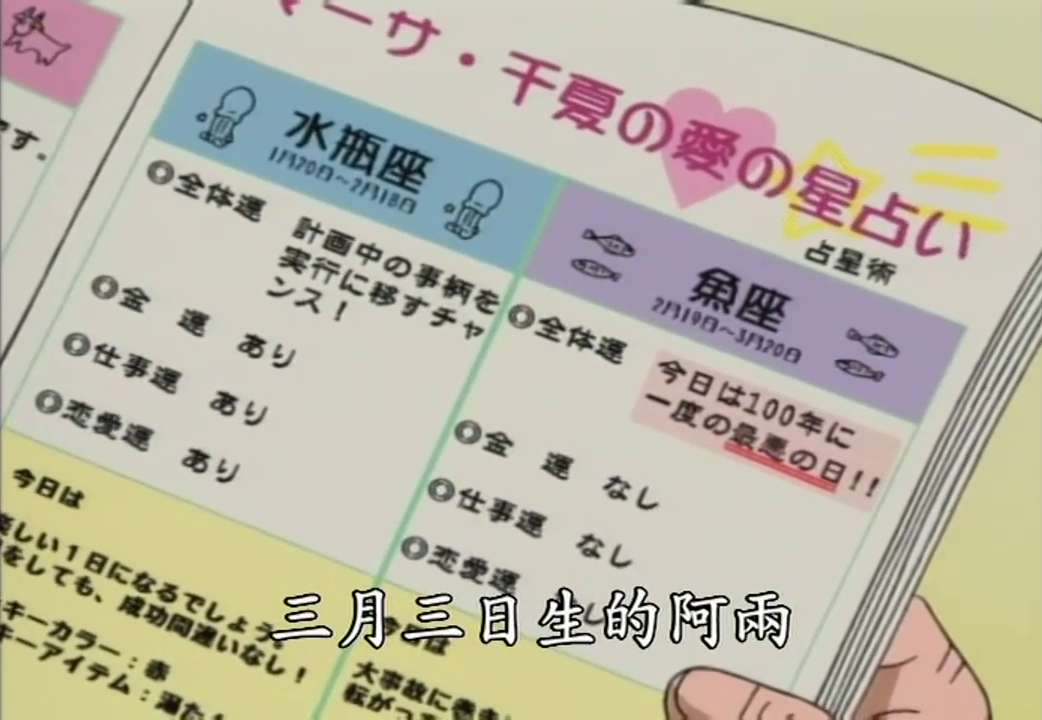 ーサ・千夏の愛の星占い
占星術
す。
水瓶座
1月20日〜2月18日
◎全体運 計画中の事柄を
実行に移すチャ
ンス！
◎金 運 あり
◎仕事運 あり
◎恋愛運 あり
今日は
しい1日になるでしょう。
をしても、成功間違いなし！
キーカラー：赤
キーアイテム：湯た
魚座
2月19日〜3月20日
◎全体運 今日は100年に
一度の最悪の日!!
◎金 運 なし
◎仕事運 なし
◎恋愛運 なし
今日は
大事故に巻き
転がっ
三月三日生的阿兩